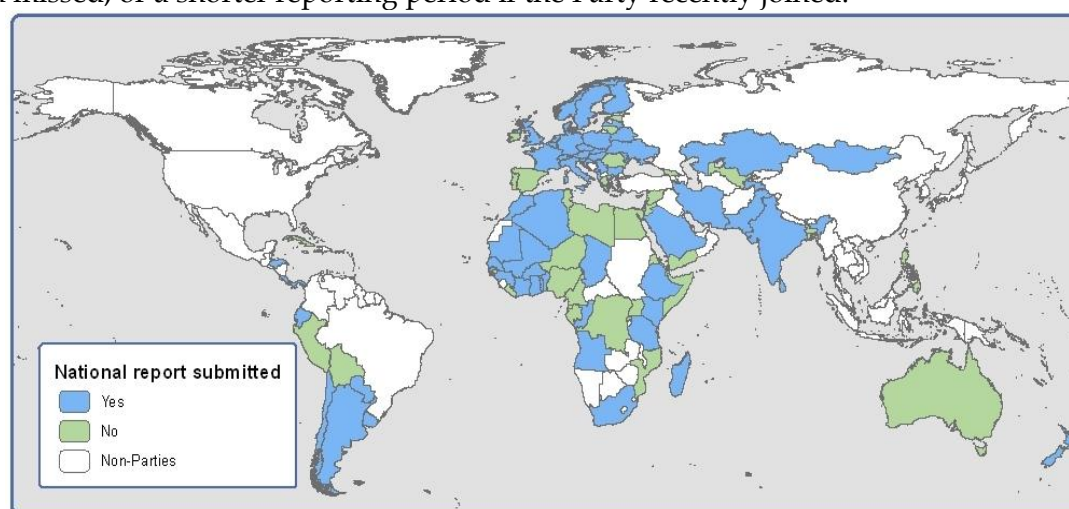 missed, or a shorter reporting period if the Party recently joined.
National report submitted
Yes
No
Non-Parties